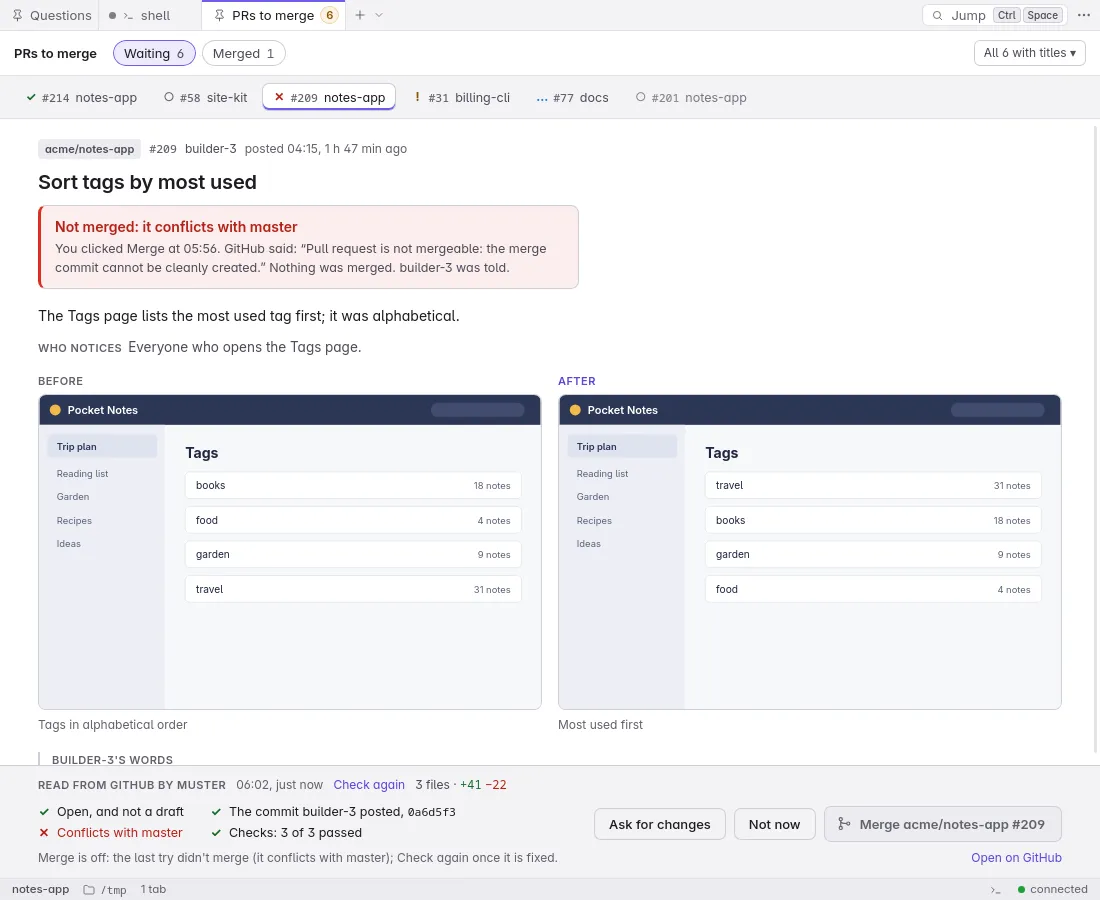 Questions
shell
PRs to merge 6
Jump Ctrl Space
PRs to merge
Waiting 6
Merged 1
All 6 with titles ▾
#214 notes-app
#58 site-kit
#209 notes-app
! #31 billing-cli
… #77 docs
#201 notes-app
acme/notes-app #209 builder-3 posted 04:15, 1 h 47 min ago
Sort tags by most used
Not merged: it conflicts with master
You clicked Merge at 05:56. GitHub said: “Pull request is not mergeable: the merge
commit cannot be cleanly created.” Nothing was merged. builder-3 was told.
The Tags page lists the most used tag first; it was alphabetical.
WHO NOTICES Everyone who opens the Tags page.
BEFORE
Pocket Notes
Trip plan
Reading list
Garden
Recipes
Ideas
Tags
books 18 notes
food 4 notes
garden 9 notes
travel 31 notes
Tags in alphabetical order
AFTER
Pocket Notes
Trip plan
Reading list
Garden
Recipes
Ideas
Tags
travel 31 notes
books 18 notes
garden 9 notes
food 4 notes
Most used first
BUILDER-3'S WORDS
READ FROM GITHUB BY MUSTER 06:02, just now Check again 3 files · +41 −22
Open, and not a draft
The commit builder-3 posted, 0a6d5f3
Conflicts with master
Checks: 3 of 3 passed
Ask for changes
Not now
Merge acme/notes-app #209
Merge is off: the last try didn't merge (it conflicts with master); Check again once it is fixed.
Open on GitHub
notes-app /tmp 1 tab
connected